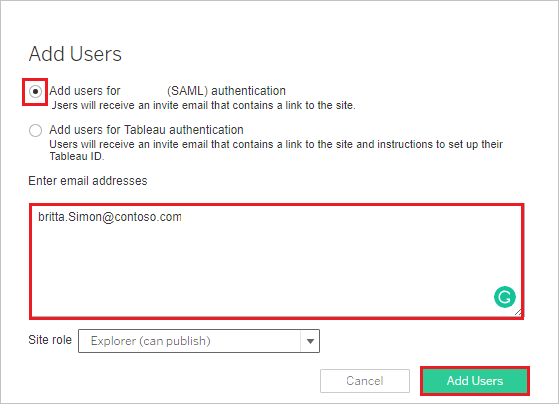 Add Users
Add users for (SAML) authentication
Users will receive an invite email that contains a link to the site.
Add users for Tableau authentication
Users will receive an invite email that contains a link to the site and instructions to set up their
Tableau ID.
Enter email addresses
britta.Simon@contoso.com
G
Site role Explorer (can publish)
Cancel Add Users